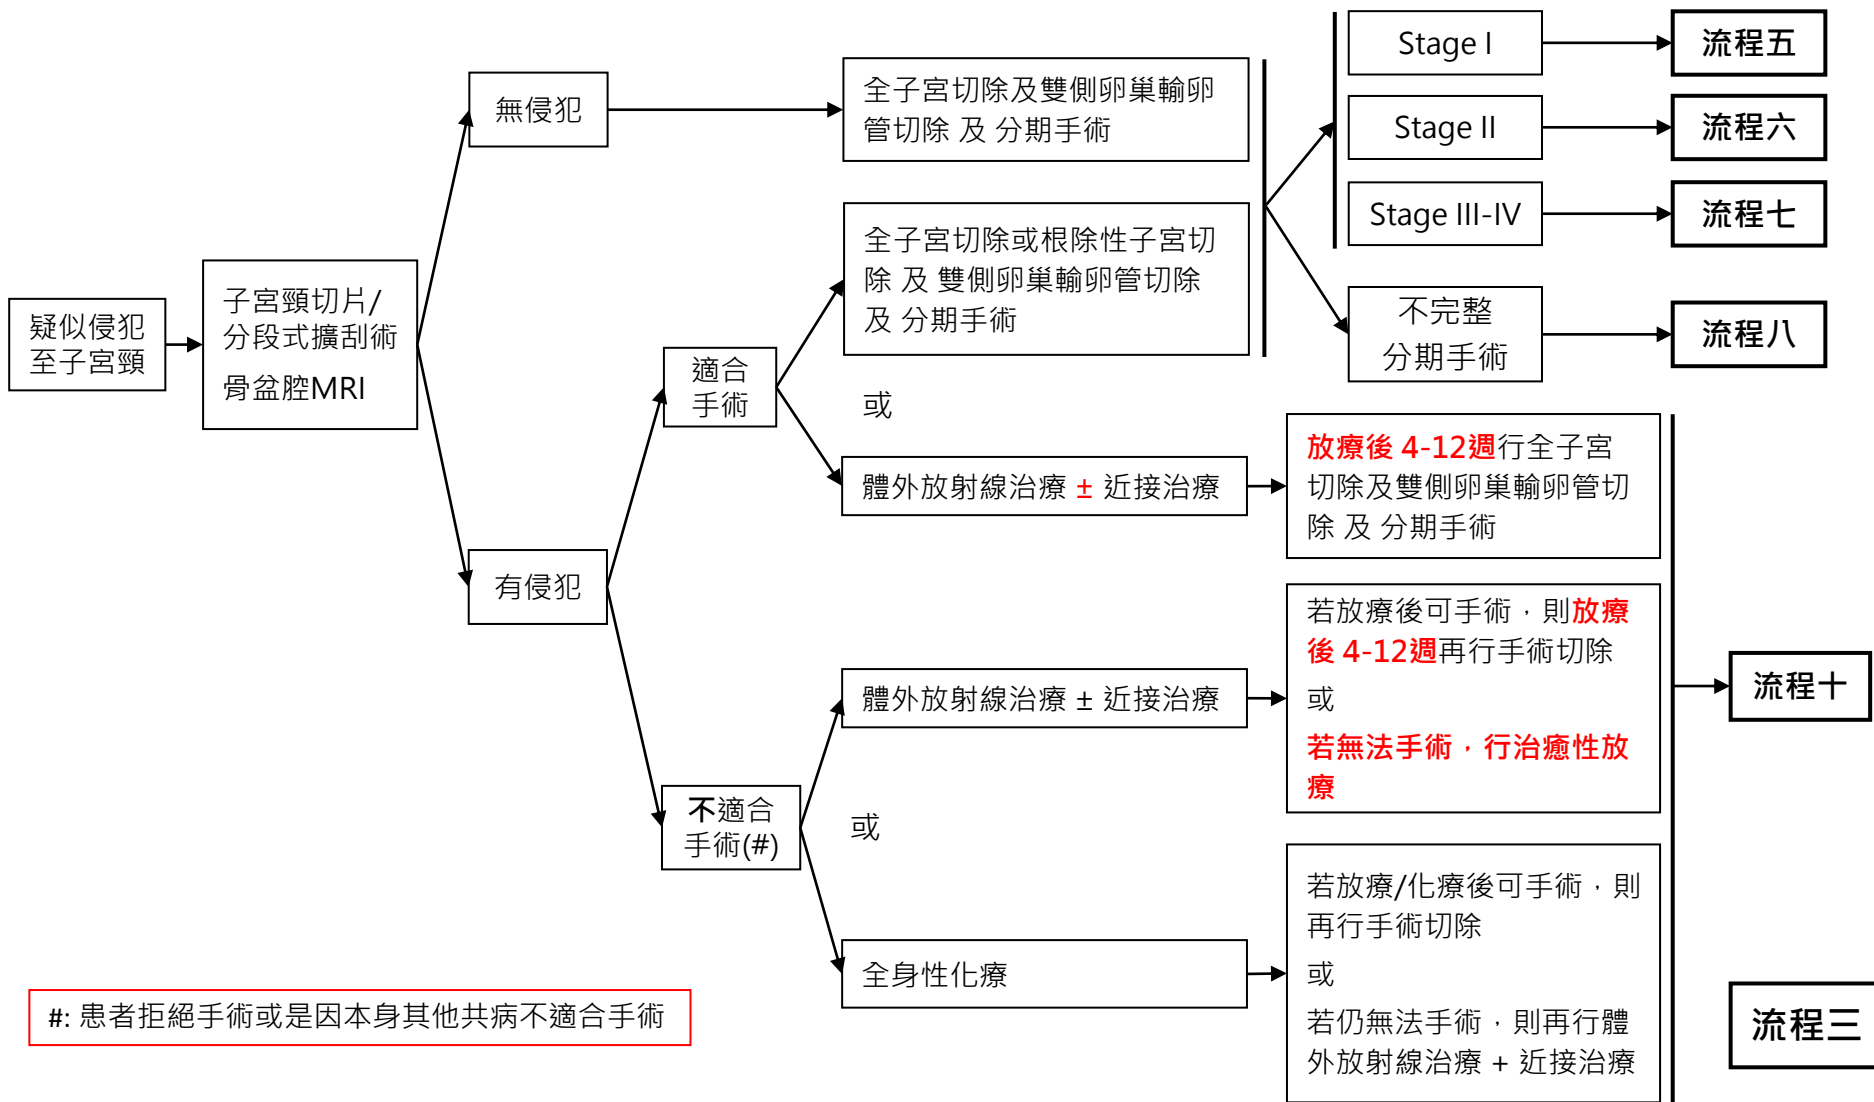 疑似侵犯
至子宮頸
子宮頸切片/
分段式擴刮術
骨盆腔MRI
無侵犯
有侵犯
適合
手術
不適合
手術(#)
全子宮切除及雙側卵巢輸卵
管切除 及 分期手術
全子宮切除或根除性子宮切
除 及 雙側卵巢輸卵管切除
及 分期手術
或
體外放射線治療 ± 近接治療
體外放射線治療 ± 近接治療
或
全身性化療
Stage I
Stage II
Stage III-IV
不完整
分期手術
放療後 4-12週行全子宮
切除及雙側卵巢輸卵管切
除 及 分期手術
若放療後可手術，則放療
後 4-12週再行手術切除
或
若無法手術，行治癒性放
療
若放療/化療後可手術，則
再行手術切除
或
若仍無法手術，則再行體
外放射線治療 + 近接治療
流程五
流程六
流程七
流程八
流程十
流程三
#: 患者拒絕手術或是因本身其他共病不適合手術